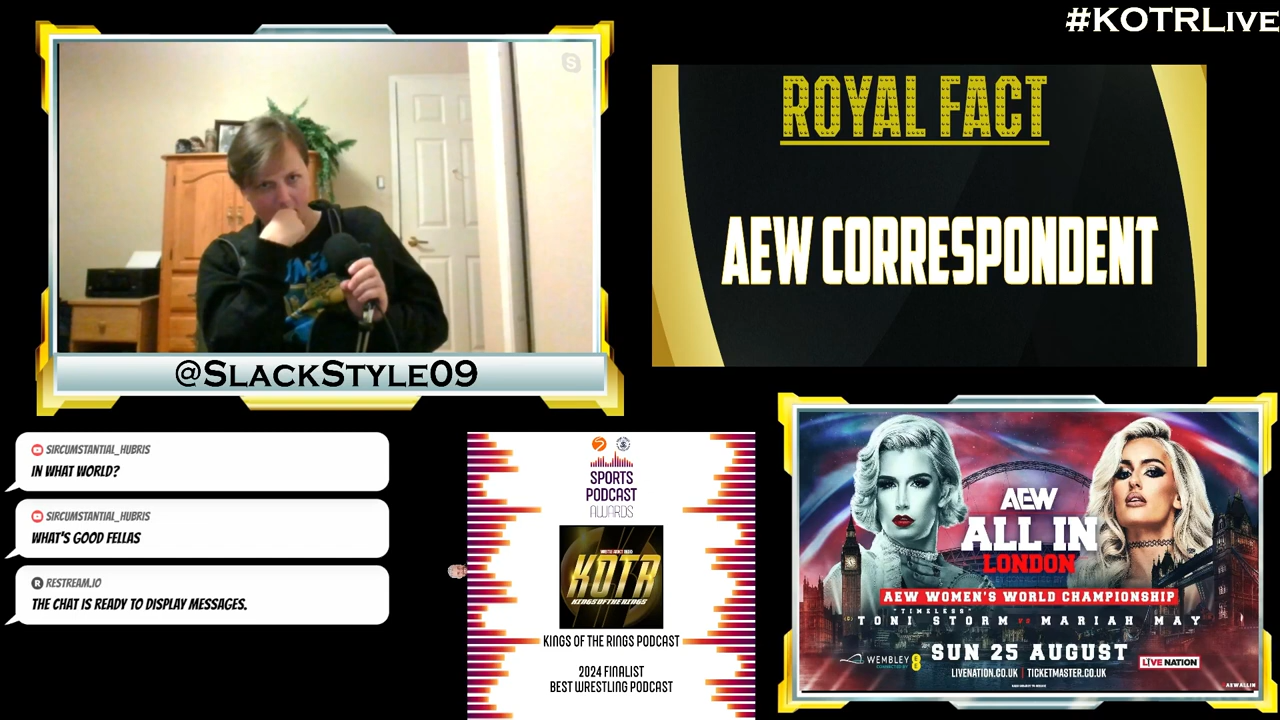 #KOTRLIVE
ROYAL FACT
AEW CORRESPONDENT
@SLACKSTYLE09
SIRCUMSTANTIAL_HUBRIS
IN WHAT WORLD?
SIRCUMSTANTIAL_HUBRIS
WHAT'S GOOD FELLAS
RESTREAM.IO
THE CHAT IS READY TO DISPLAY MESSAGES.
SPORTS
PODCAST
AWARDS
KOTR
KINGS OF THE RINGS
KINGS OF THE RINGS PODCAST
2024 FINALIST
BEST WRESTLING PODCAST
AEW
ALL IN
LONDON
AEW WOMEN'S WORLD CHAMPIONSHIP
"TIMELESS"
(C) TONI STORM VS MARIAH MAY
SUN 25 AUGUST
WEMBLEY
EE
LIVENATION.CO.UK | TICKETMASTER.CO.UK
LIVE NATION
#EWALLIN